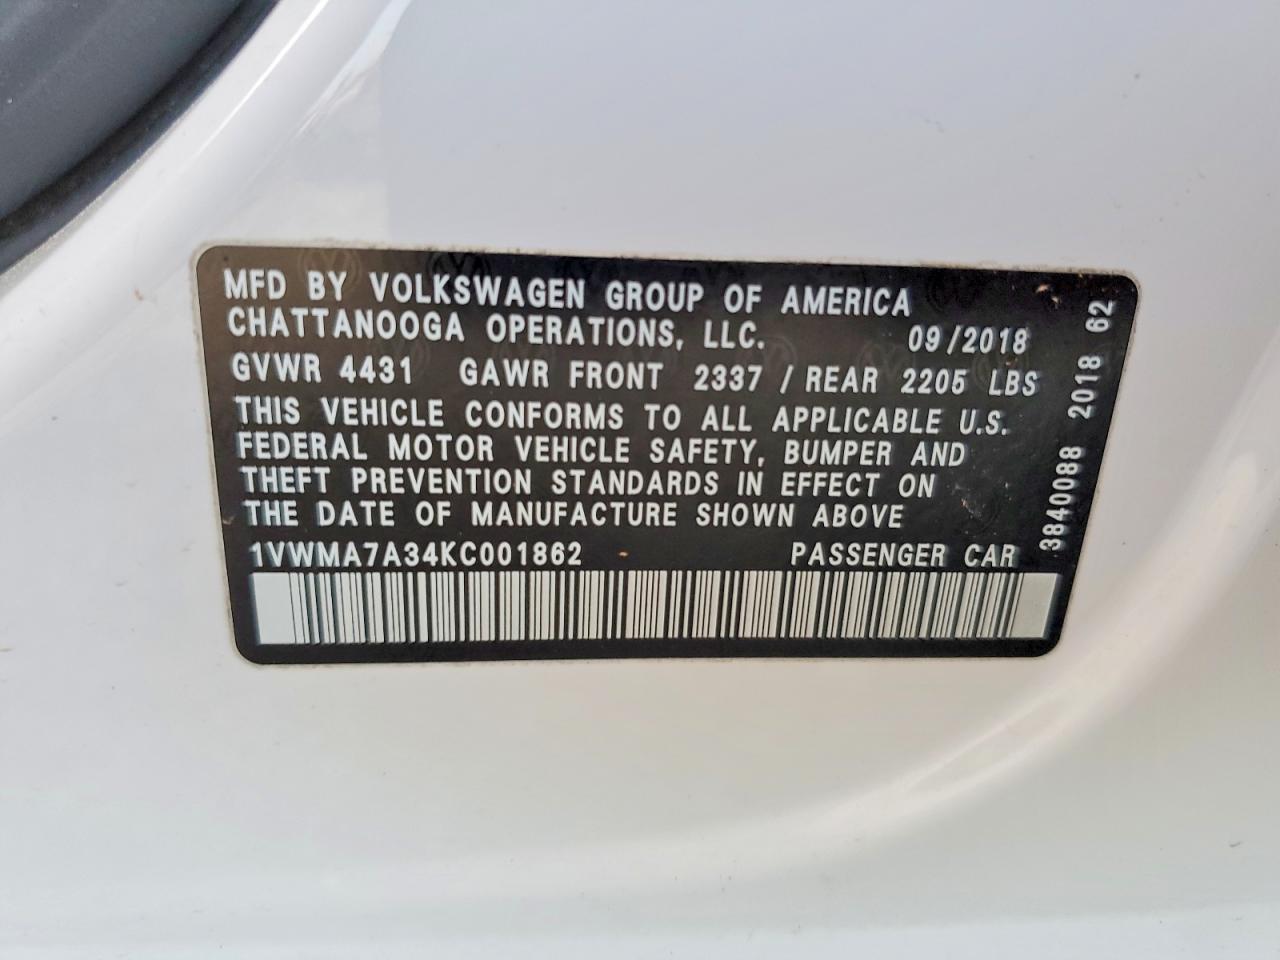 MFD BY VOLKSWAGEN GROUP OF AMERICA
CHATTANOOGA OPERATIONS, LLC. 09/2018
GVWR 4431 GAWR FRONT 2337 / REAR 2205 LBS
THIS VEHICLE CONFORMS TO ALL APPLICABLE U.S.
FEDERAL MOTOR VEHICLE SAFETY, BUMPER AND
THEFT PREVENTION STANDARDS IN EFFECT ON
THE DATE OF MANUFACTURE SHOWN ABOVE
1VWMA7A34KC001862 PASSENGER CAR
3840088 2018 62